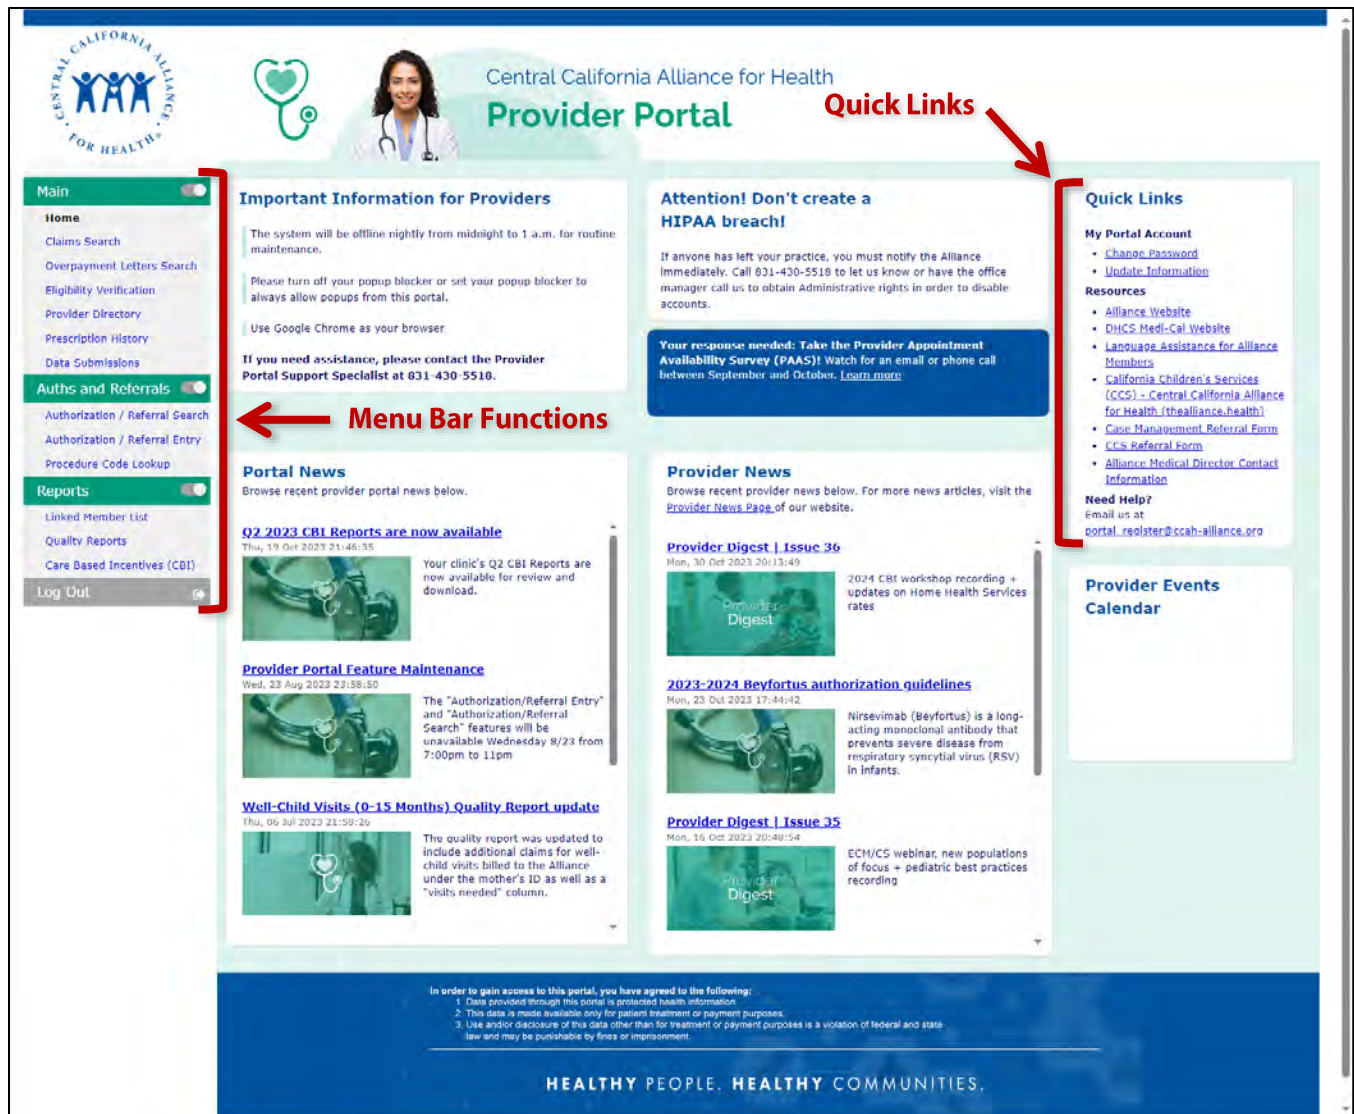 CENTRAL CALIFORNIA ALLIANCE
FOR HEALTH
Central California Alliance for Health
Provider Portal
Quick Links
Main
Home
Claims Search
Overpayment Letters Search
Eligibility Verification
Provider Directory
Prescription History
Data Submissions
Auths and Referrals
Authorization / Referral Search
Authorization / Referral Entry
Procedure Code Lookup
Reports
Linked Member List
Quality Reports
Care Based Incentives (CBI)
Log Out
Menu Bar Functions
Important Information for Providers
The system will be offline nightly from midnight to 1 a.m. for routine
maintenance.
Please turn off your popup blocker or set your popup blocker to
always allow popups from this portal.
Use Google Chrome as your browser
If you need assistance, please contact the Provider
Portal Support Specialist at 831-430-5518.
Attention! Don't create a
HIPAA breach!
If anyone has left your practice, you must notify the Alliance
immediately. Call 831-430-5518 to let us know or have the office
manager call us to obtain Administrative rights in order to disable
accounts.
Your response needed: Take the Provider Appointment
Availability Survey (PAAS)! Watch for an email or phone call
between September and October. Learn more
Quick Links
My Portal Account
• Change Password
• Update Information
Resources
• Alliance Website
• DHCS Medi-Cal Website
• Language Assistance for Alliance
Members
• California Children's Services
(CCS) - Central California Alliance
for Health (thealliance.health)
• Case Management Referral Form
• CCS Referral Form
• Alliance Medical Director Contact
Information
Need Help?
Email us at
portal_register@ccah-alliance.org
Provider Events
Calendar
Portal News
Browse recent provider portal news below.
Q2 2023 CBI Reports are now available
Thu, 19 Oct 2023 21:46:35
Your clinic's Q2 CBI Reports are
now available for review and
download.
Provider Portal Feature Maintenance
Wed, 23 Aug 2023 23:58:50
The "Authorization/Referral Entry"
and "Authorization/Referral
Search" features will be
unavailable Wednesday 8/23 from
7:00pm to 11pm
Well-Child Visits (0-15 Months) Quality Report update
Thu, 06 Jul 2023 21:58:26
The quality report was updated to
include additional claims for well-
child visits billed to the Alliance
under the mother's ID as well as a
"visits needed" column.
Provider News
Browse recent provider news below. For more news articles, visit the
Provider News Page of our website.
Provider Digest | Issue 36
Mon, 30 Oct 2023 20:13:49
Provider
Digest
2024 CBI workshop recording +
updates on Home Health Services
rates
2023-2024 Beyfortus authorization guidelines
Mon, 23 Oct 2023 17:44:42
Nirsevimab (Beyfortus) is a long-
acting monoclonal antibody that
prevents severe disease from
respiratory syncytial virus (RSV)
in infants.
Provider Digest | Issue 35
Mon, 16 Oct 2023 20:48:54
Provider
Digest
ECM/CS webinar, new populations
of focus + pediatric best practices
recording
In order to gain access to this portal, you have agreed to the following:
1. Data provided through this portal is protected health information.
2. This data is made available only for patient treatment or payment purposes.
3. Use and/or disclosure of this data other than for treatment or payment purposes is a violation of federal and state
law and may be punishable by fines or imprisonment.
HEALTHY PEOPLE. HEALTHY COMMUNITIES.